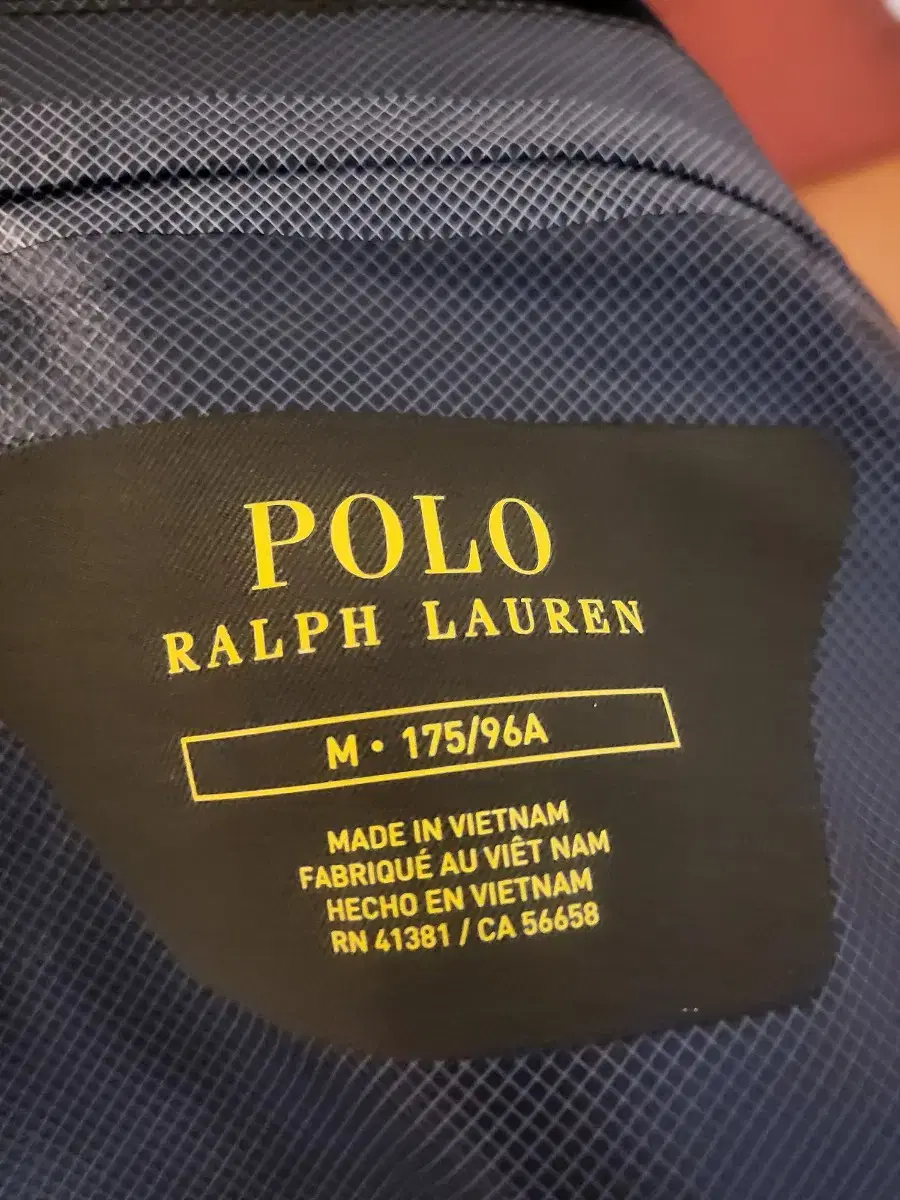 POLO
RALPH LAUREN
M • 175/96A
MADE IN VIETNAM
FABRIQUÉ AU VIÊT NAM
HECHO EN VIETNAM
RN 41381 / CA 56658